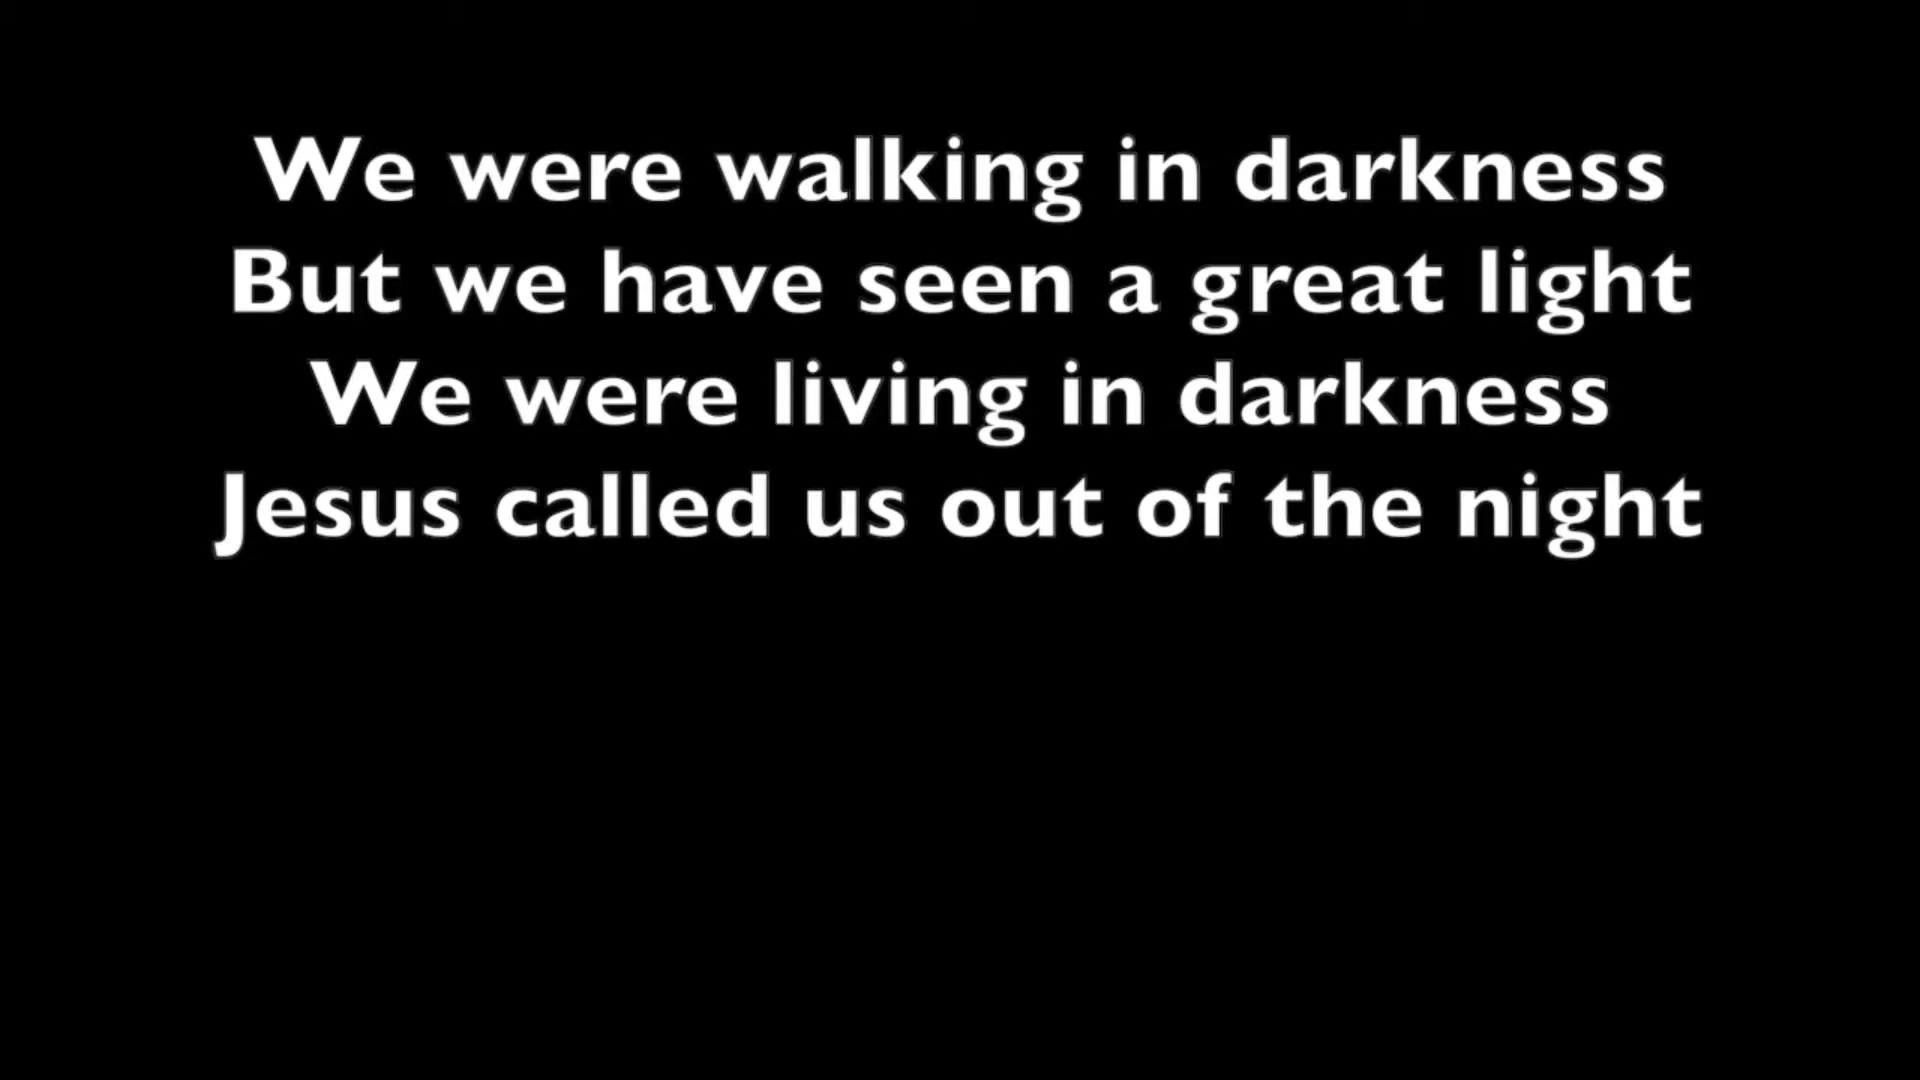 We were walking in darkness
But we have seen a great light
We were living in darkness
Jesus called us out of the night